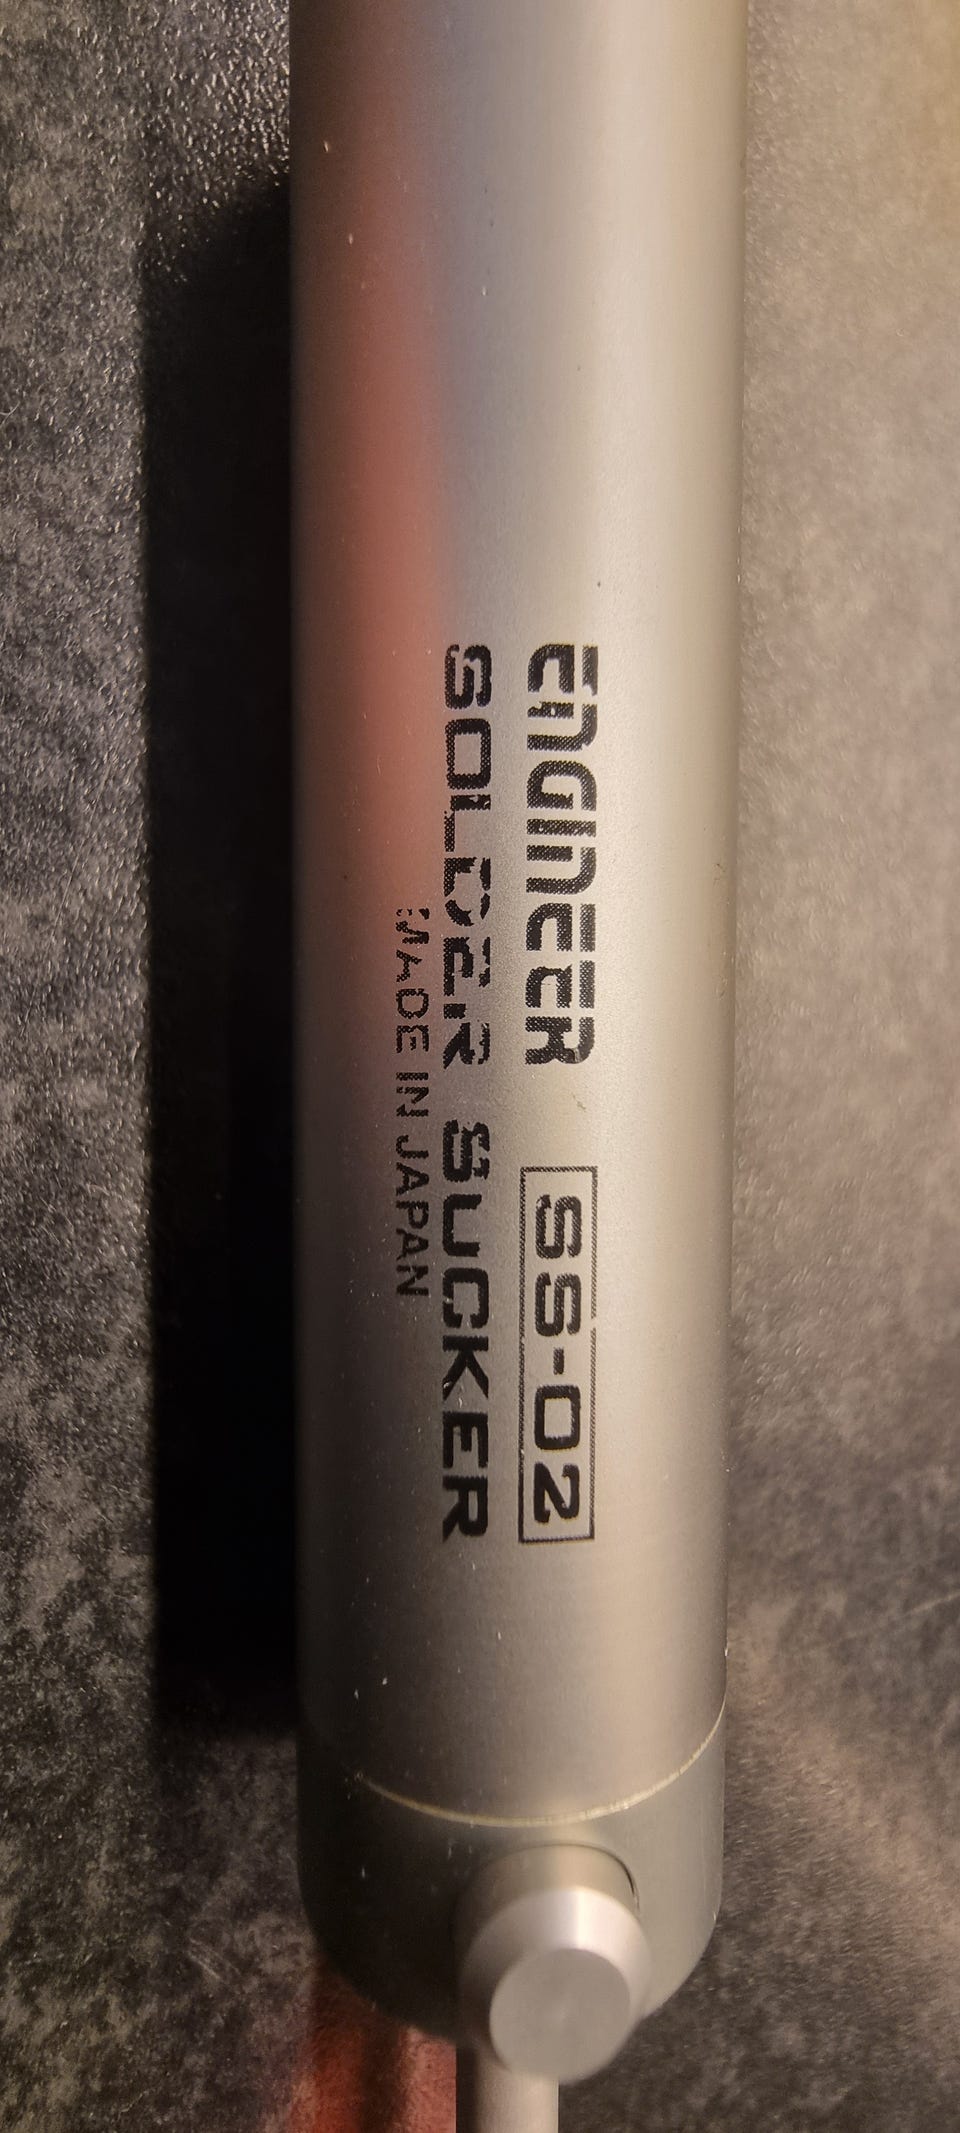 ENGINEER SS-02
SOLDER SUCKER
MADE IN JAPAN